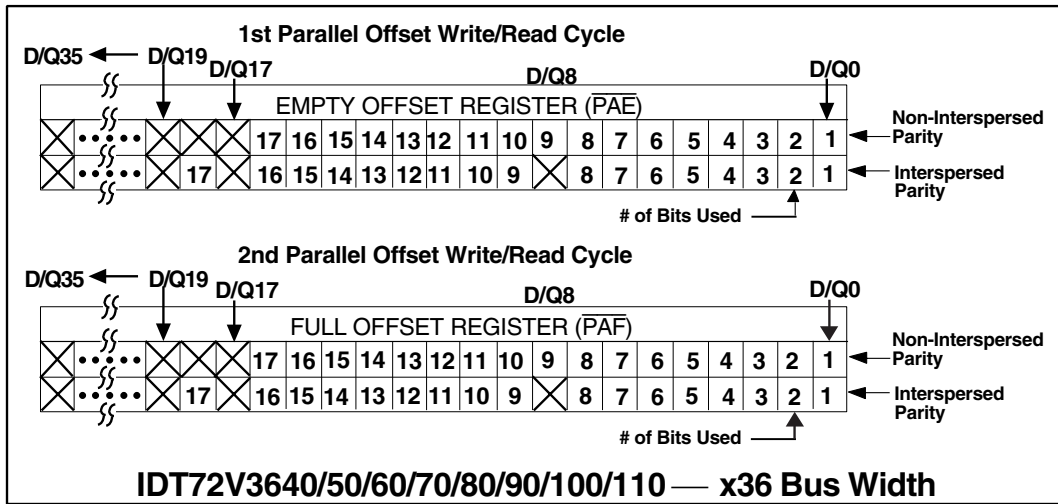 1st Parallel Offset Write/Read Cycle
D/Q35 D/Q19 D/Q17 D/Q8 D/Q0
EMPTY OFFSET REGISTER (PAE)
17 16 15 14 13 12 11 10 9 8 7 6 5 4 3 2 1 Non-Interspersed Parity
17 16 15 14 13 12 11 10 9 8 7 6 5 4 3 2 1 Interspersed Parity
# of Bits Used
2nd Parallel Offset Write/Read Cycle
D/Q35 D/Q19 D/Q17 D/Q8 D/Q0
FULL OFFSET REGISTER (PAF)
17 16 15 14 13 12 11 10 9 8 7 6 5 4 3 2 1 Non-Interspersed Parity
17 16 15 14 13 12 11 10 9 8 7 6 5 4 3 2 1 Interspersed Parity
# of Bits Used
IDT72V3640/50/60/70/80/90/100/110 — x36 Bus Width